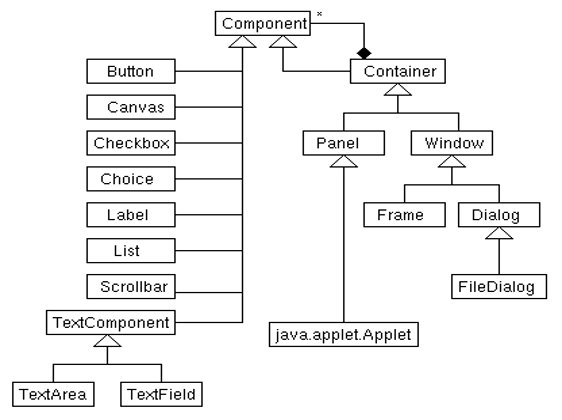 Component *
Button
Container
Canvas
Checkbox
Panel
Window
Choice
Label
Frame
Dialog
List
Scrollbar
FileDialog
TextComponent
java.applet.Applet
TextArea
TextField